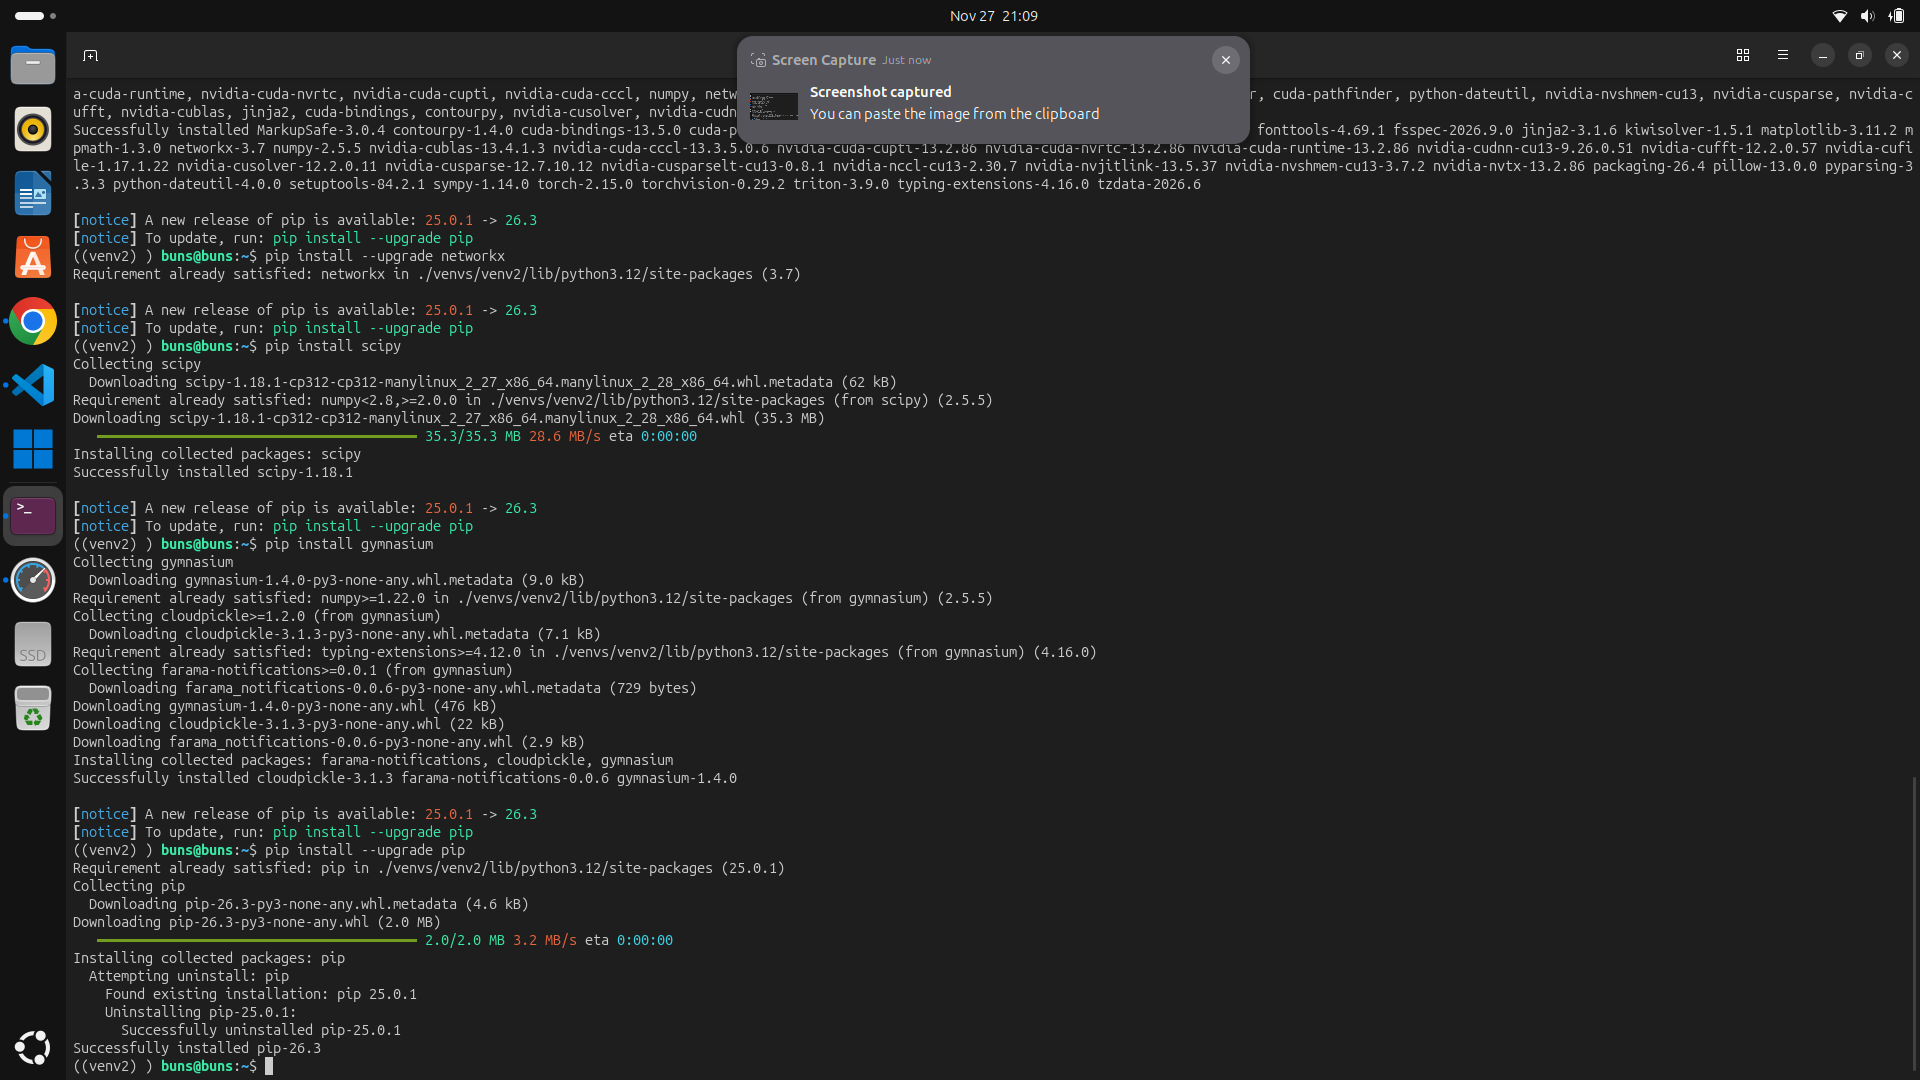 Nov 27 21:09
Screen Capture Just now
Screenshot captured
You can paste the image from the clipboard
a-cuda-runtime, nvidia-cuda-nvrtc, nvidia-cuda-cupti, nvidia-cuda-cccl, numpy, netw r, cuda-pathfinder, python-dateutil, nvidia-nvshmem-cu13, nvidia-cusparse, nvidia-c
ufft, nvidia-cublas, jinja2, cuda-bindings, contourpy, nvidia-cusolver, nvidia-cudn
Successfully installed MarkupSafe-3.0.4 contourpy-1.4.0 cuda-bindings-13.5.0 cuda-p fonttools-4.69.1 fsspec-2026.9.0 jinja2-3.1.6 kiwisolver-1.5.1 matplotlib-3.11.2 m
pmath-1.3.0 networkx-3.7 numpy-2.5.5 nvidia-cublas-13.4.1.3 nvidia-cuda-cccl-13.3.3.5.0.6 nvidia-cuda-cupti-13.2.86 nvidia-cuda-nvrtc-13.2.86 nvidia-cuda-runtime-13.2.86 nvidia-cudnn-cu13-9.26.0.51 nvidia-cufft-12.2.0.57 nvidia-cufi
le-1.17.1.22 nvidia-cusolver-12.2.0.11 nvidia-cusparse-12.7.10.12 nvidia-cusparselt-cu13-0.8.1 nvidia-nccl-cu13-2.30.7 nvidia-nvjitlink-13.5.37 nvidia-nvshmem-cu13-3.7.2 nvidia-nvtx-13.2.86 packaging-26.4 pillow-13.0.0 pyparsing-3
.3.3 python-dateutil-4.0.0 setuptools-84.2.1 sympy-1.14.0 torch-2.15.0 torchvision-0.29.2 triton-3.9.0 typing-extensions-4.16.0 tzdata-2026.6
[notice] A new release of pip is available: 25.0.1 -> 26.3
[notice] To update, run: pip install --upgrade pip
((venv2) ) buns@buns:~$ pip install --upgrade networkx
Requirement already satisfied: networkx in ./venvs/venv2/lib/python3.12/site-packages (3.7)
[notice] A new release of pip is available: 25.0.1 -> 26.3
[notice] To update, run: pip install --upgrade pip
((venv2) ) buns@buns:~$ pip install scipy
Collecting scipy
Downloading scipy-1.18.1-cp312-cp312-manylinux_2_27_x86_64.manylinux_2_28_x86_64.whl.metadata (62 kB)
Requirement already satisfied: numpy<2.8,>=2.0.0 in ./venvs/venv2/lib/python3.12/site-packages (from scipy) (2.5.5)
Downloading scipy-1.18.1-cp312-cp312-manylinux_2_27_x86_64.manylinux_2_28_x86_64.whl (35.3 MB)
35.3/35.3 MB 28.6 MB/s eta 0:00:00
Installing collected packages: scipy
Successfully installed scipy-1.18.1
[notice] A new release of pip is available: 25.0.1 -> 26.3
[notice] To update, run: pip install --upgrade pip
((venv2) ) buns@buns:~$ pip install gymnasium
Collecting gymnasium
Downloading gymnasium-1.4.0-py3-none-any.whl.metadata (9.0 kB)
Requirement already satisfied: numpy>=1.22.0 in ./venvs/venv2/lib/python3.12/site-packages (from gymnasium) (2.5.5)
Collecting cloudpickle>=1.2.0 (from gymnasium)
Downloading cloudpickle-3.1.3-py3-none-any.whl.metadata (7.1 kB)
Requirement already satisfied: typing-extensions>=4.12.0 in ./venvs/venv2/lib/python3.12/site-packages (from gymnasium) (4.16.0)
Collecting farama-notifications>=0.0.1 (from gymnasium)
Downloading farama_notifications-0.0.6-py3-none-any.whl.metadata (729 bytes)
Downloading gymnasium-1.4.0-py3-none-any.whl (476 kB)
Downloading cloudpickle-3.1.3-py3-none-any.whl (22 kB)
Downloading farama_notifications-0.0.6-py3-none-any.whl (2.9 kB)
Installing collected packages: farama-notifications, cloudpickle, gymnasium
Successfully installed cloudpickle-3.1.3 farama-notifications-0.0.6 gymnasium-1.4.0
[notice] A new release of pip is available: 25.0.1 -> 26.3
[notice] To update, run: pip install --upgrade pip
((venv2) ) buns@buns:~$ pip install --upgrade pip
Requirement already satisfied: pip in ./venvs/venv2/lib/python3.12/site-packages (25.0.1)
Collecting pip
Downloading pip-26.3-py3-none-any.whl.metadata (4.6 kB)
Downloading pip-26.3-py3-none-any.whl (2.0 MB)
2.0/2.0 MB 3.2 MB/s eta 0:00:00
Installing collected packages: pip
Attempting uninstall: pip
Found existing installation: pip 25.0.1
Uninstalling pip-25.0.1:
Successfully uninstalled pip-25.0.1
Successfully installed pip-26.3
((venv2) ) buns@buns:~$
SSD